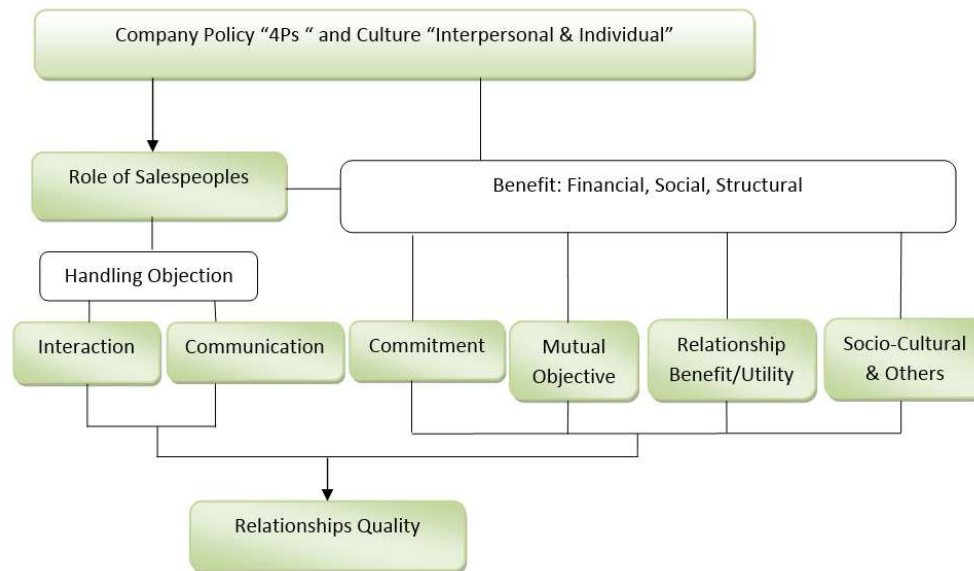 Company Policy “4Ps “ and Culture “Interpersonal & Individual”
Role of Salespeoples
Benefit: Financial, Social, Structural
Handling Objection
Interaction
Communication
Commitment
Mutual
Objective
Relationship
Benefit/Utility
Socio-Cultural
& Others
Relationships Quality